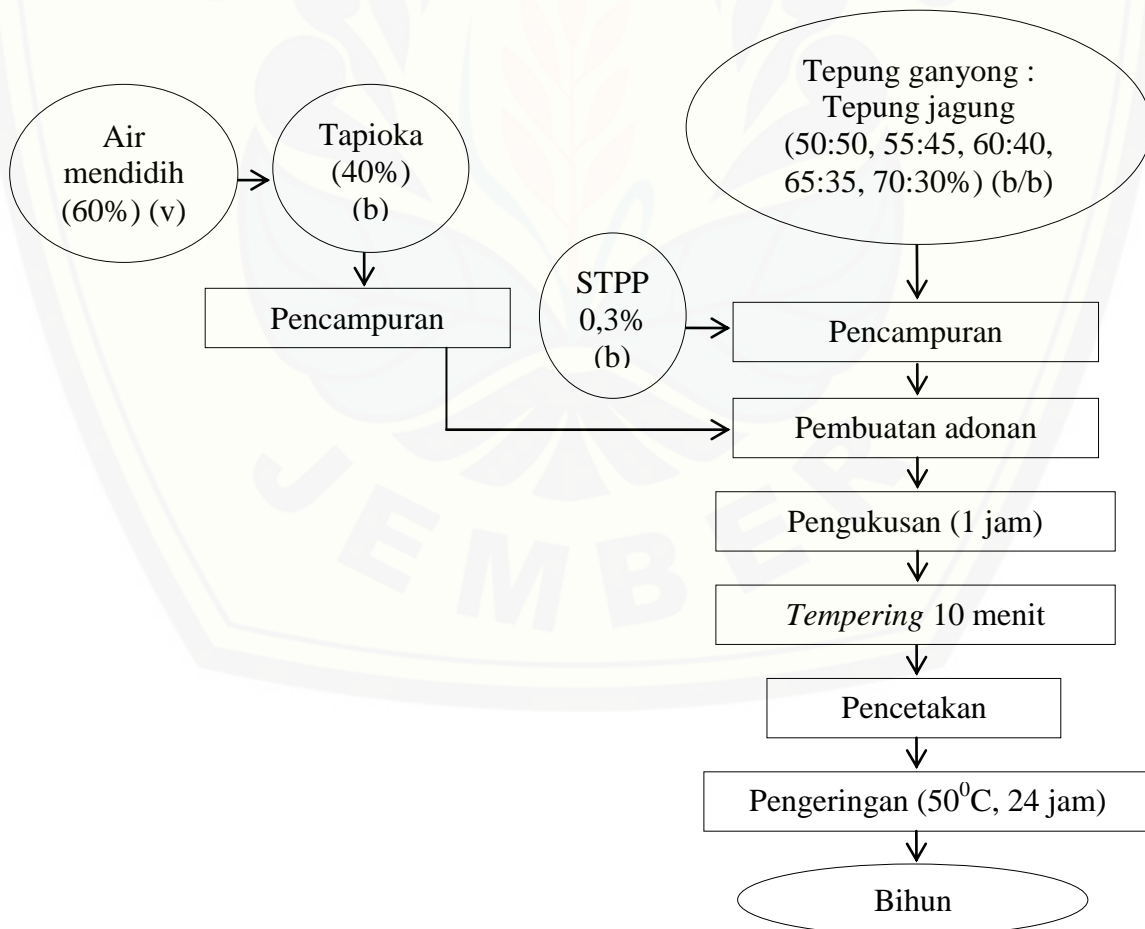 Air
mendidih
(60%) (v)
Tapioka
(40%)
(b)
Pencampuran
Tepung ganyong :
Tepung jagung
(50:50, 55:45, 60:40,
65:35, 70:30%) (b/b)
STPP
0,3%
(b)
Pencampuran
Pembuatan adonan
Pengukusan (1 jam)
Tempering 10 menit
Pencetakan
Pengeringan (50⁰C, 24 jam)
Bihun
JEMBER